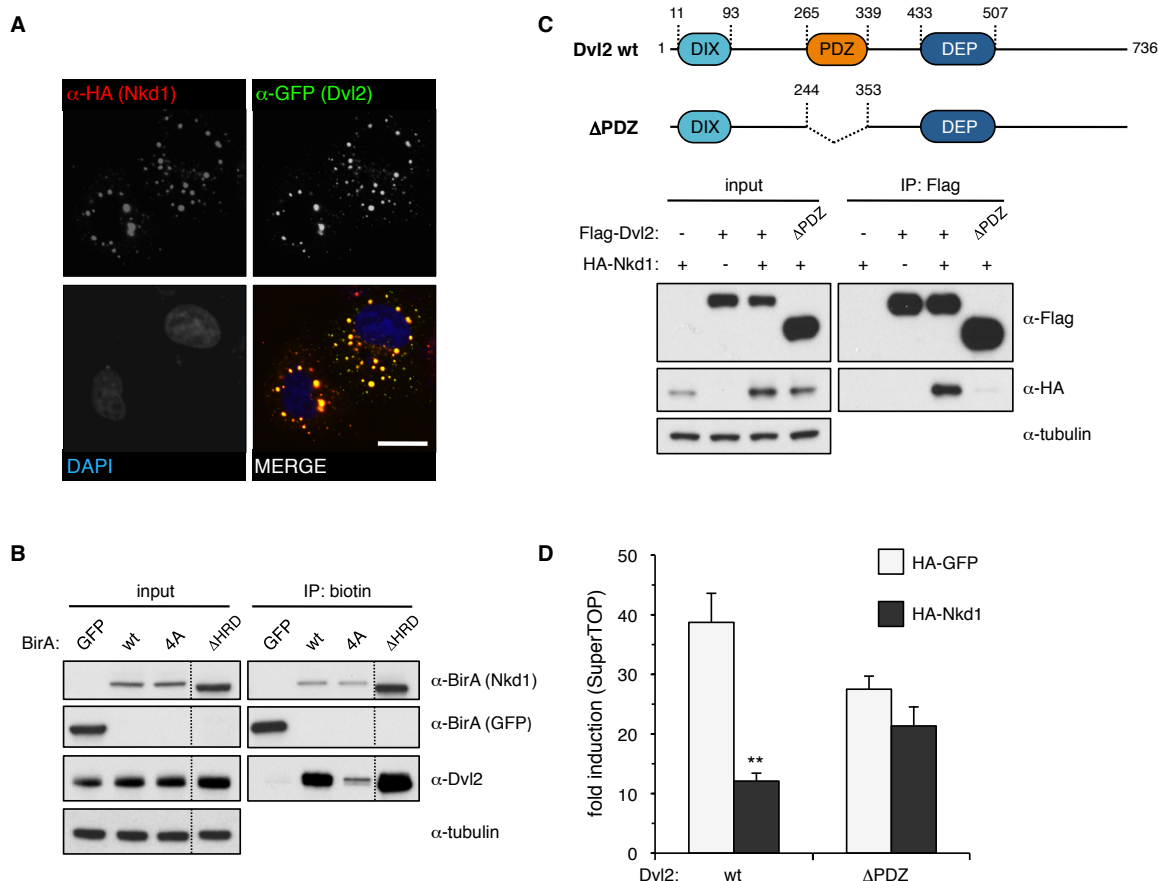 A
α-HA (Nkd1)
α-GFP (Dvl2)
DAPI
MERGE
B
input
IP: biotin
BirA:
GFP
wt
4A
ΔHRD
GFP
wt
4A
ΔHRD
α-BirA (Nkd1)
α-BirA (GFP)
α-Dvl2
α-tubulin
C
11 93 265 339 433 507
Dvl2 wt 1 DIX PDZ DEP 736
244 353
ΔPDZ DIX DEP
input
IP: Flag
Flag-Dvl2: - + + ΔPDZ - + + ΔPDZ
HA-Nkd1: + - + + + - + +
α-Flag
α-HA
α-tubulin
D
fold induction (SuperTOP)
50
40
30
20
10
0
HA-GFP
HA-Nkd1
**
Dvl2: wt ΔPDZ